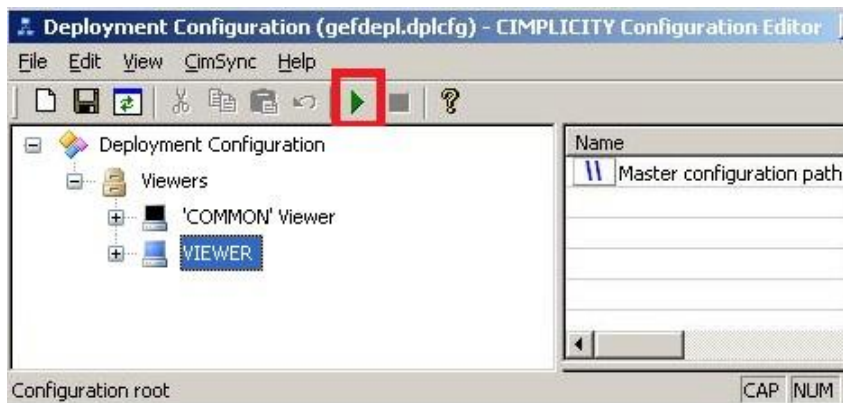 Deployment Configuration (gefdepl.dplcfg) - CIMPLICITY Configuration Editor
File Edit View CimSync Help
Deployment Configuration
Viewers
'COMMON' Viewer
VIEWER
Name
Master configuration path
Configuration root
CAP NUM